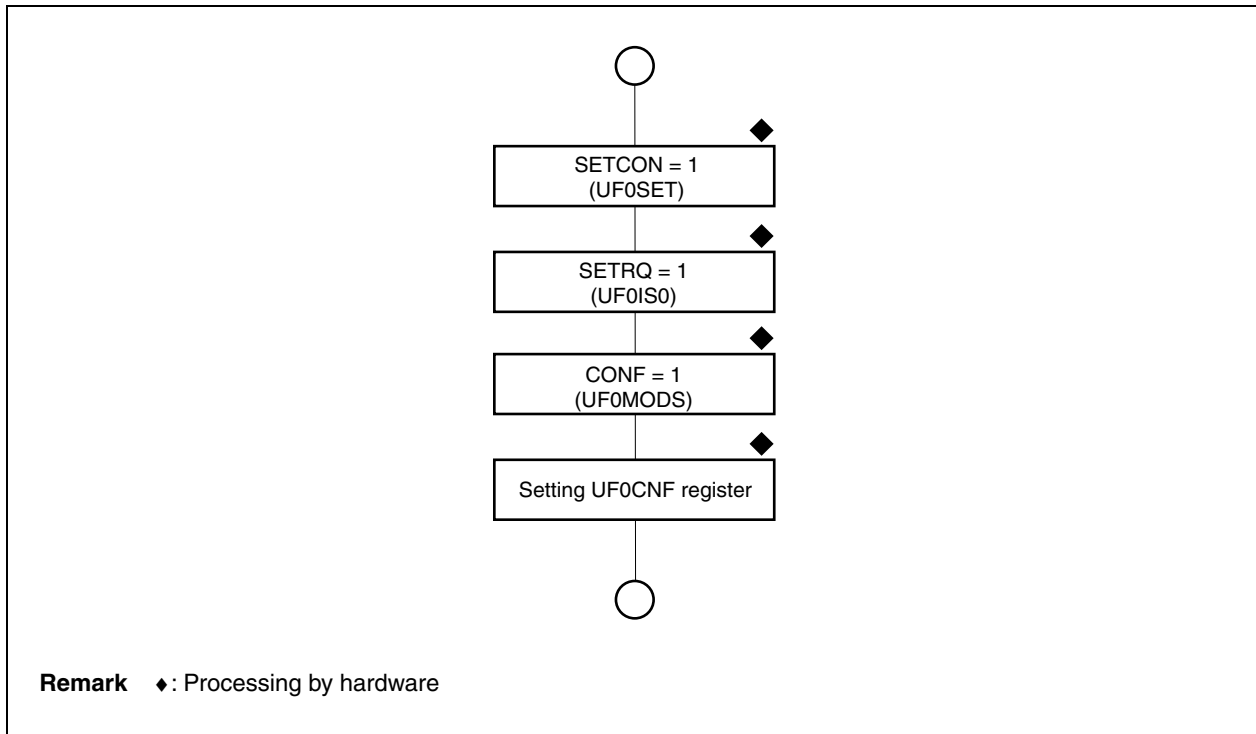 SETCON = 1
(UF0SET)
SETRQ = 1
(UF0IS0)
CONF = 1
(UF0MODS)
Setting UF0CNF register
Remark ♦: Processing by hardware